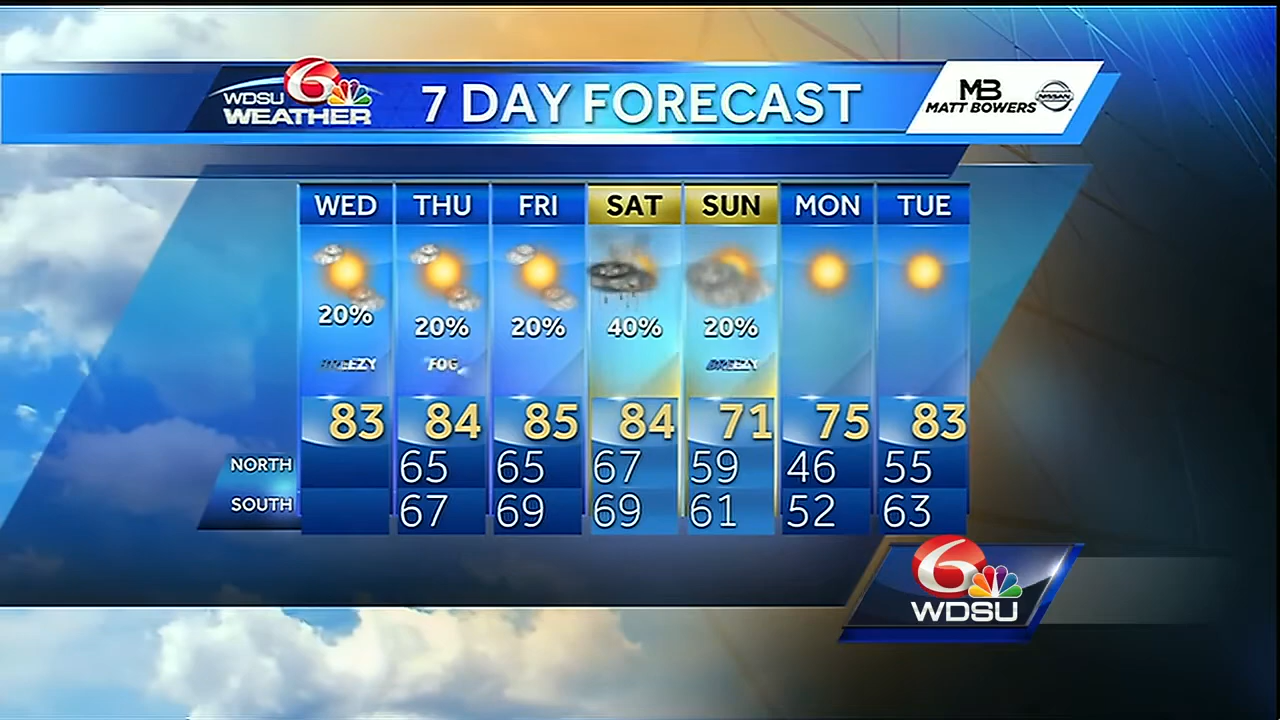 6
WDSU
WEATHER
7 DAY FORECAST
MB
MATT BOWERS
NISSAN
WED THU FRI SAT SUN MON TUE
20% 20% 20% 40% 20%
BREEZY FOG BREEZY
83 84 85 84 71 75 83
NORTH 65 65 67 59 46 55
SOUTH 67 69 69 61 52 63
6
WDSU